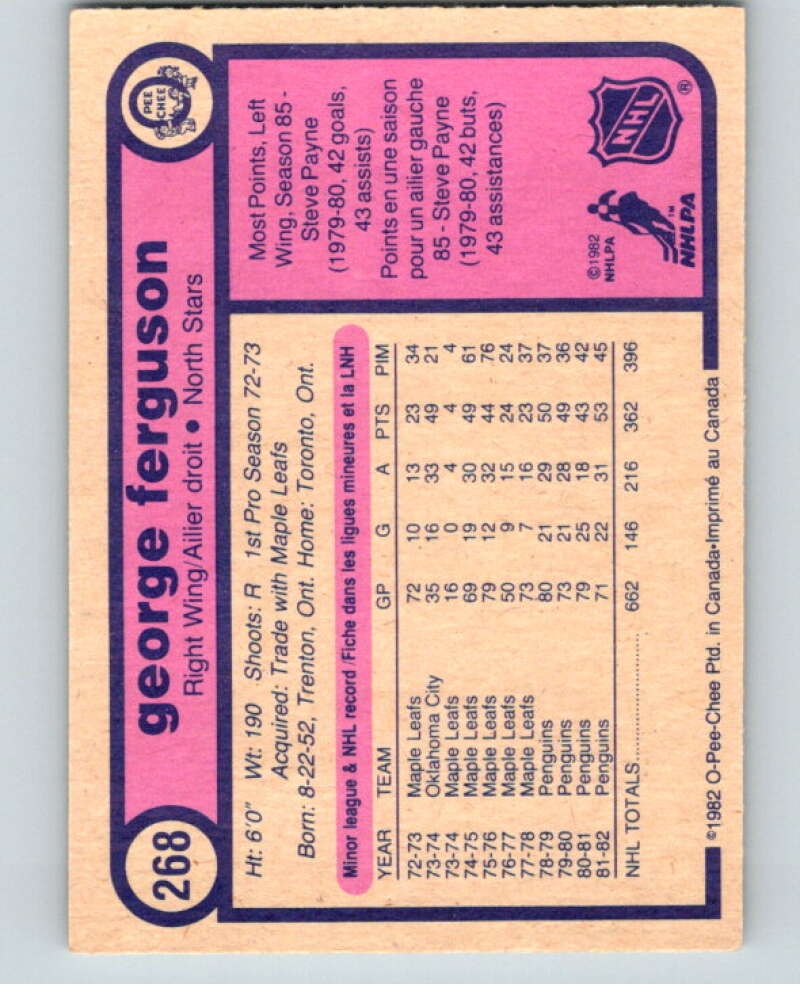 268
george ferguson
Right Wing/Ailier droit • North Stars
O
PEE
CHEE
Ht: 6'0" Wt: 190 Shoots: R 1st Pro Season 72-73
Acquired: Trade with Maple Leafs
Born: 8-22-52, Trenton, Ont. Home: Toronto, Ont.
Minor league & NHL record/Fiche dans les ligues mineures et la LNH
YEAR TEAM GP G A PTS PIM
72-73 Maple Leafs 72 10 13 23 34
73-74 Oklahoma City 35 16 33 49 21
73-74 Maple Leafs 16 0 4 4 4
74-75 Maple Leafs 69 19 30 49 61
75-76 Maple Leafs 79 12 32 44 76
76-77 Maple Leafs 50 9 15 24 24
77-78 Maple Leafs 73 7 16 23 37
78-79 Penguins 80 21 29 50 37
79-80 Penguins 73 21 28 49 36
80-81 Penguins 79 25 18 43 42
81-82 Penguins 71 22 31 53 45
NHL TOTALS 662 146 216 362 396
Most Points, Left
Wing, Season 85 -
Steve Payne
(1979-80, 42 goals,
43 assists)
Points en une saison
pour un ailier gauche
85 - Steve Payne
(1979-80, 42 buts,
43 assistances)
©1982
NHLPA
™
NHLPA
NHL
®
©1982 O-Pee-Chee Ptd. in Canada•Imprimé au Canada